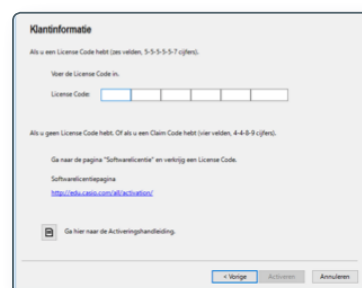 Klantinformatie
Als u een License Code hebt (zes velden, 5-5-5-5-5-7 cijfers).
Voer de License Code in.
License Code:
Als u geen License Code hebt. Of als u een Claim Code hebt (vier velden, 4-4-8-9 cijfers).
Ga naar de pagina "Softwarelicentie" en verkrijg een License Code.
Softwarelicentiepagina
http://edu.casio.com/all/activation/
Ga hier naar de Activeringshandleiding.
< Vorige Activeren Annuleren